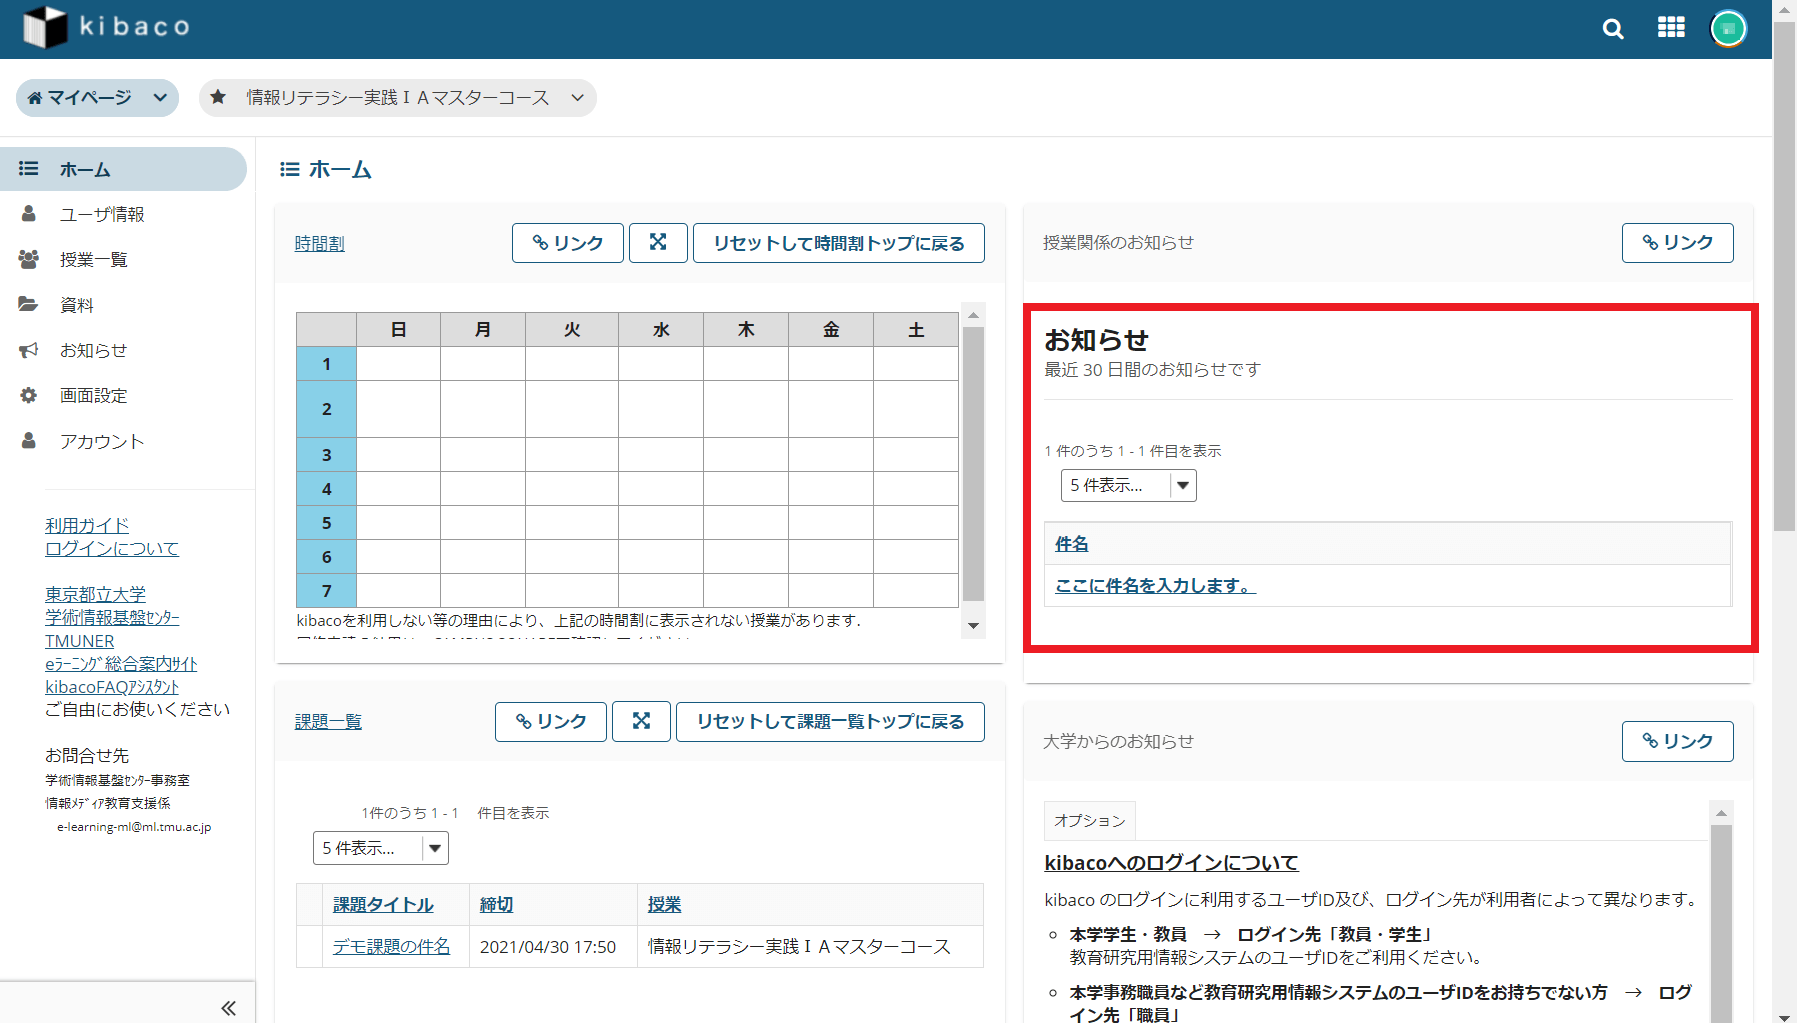 kibaco
マイページ
情報リテラシー実践ⅠAマスターコース
ホーム
ユーザ情報
授業一覧
資料
お知らせ
画面設定
アカウント
利用ガイド
ログインについて
東京都立大学
学術情報基盤ｾﾝﾀｰ
TMUNER
eﾗｰﾆﾝｸﾞ総合案内ｻｲﾄ
kibacoFAQｱｼｽﾀﾝﾄ
ご自由にお使いください
お問合せ先
学術情報基盤ｾﾝﾀｰ事務室
情報ﾒﾃﾞｨｱ教育支援係
e-learning-ml@ml.tmu.ac.jp
ホーム
時間割
リンク
リセットして時間割トップに戻る
日 月 火 水 木 金 土
1
2
3
4
5
6
7
kibacoを利用しない等の理由により、上記の時間割に表示されない授業があります.
課題一覧
リンク
リセットして課題一覧トップに戻る
1件のうち 1 - 1 件目を表示
5 件表示...
課題タイトル 締切 授業
デモ課題の件名 2021/04/30 17:50 情報リテラシー実践ⅠAマスターコース
授業関係のお知らせ
リンク
お知らせ
最近 30 日間のお知らせです
1 件のうち 1 - 1 件目を表示
5 件表示...
件名
ここに件名を入力します。
大学からのお知らせ
リンク
オプション
kibacoへのログインについて
kibaco のログインに利用するユーザID及び、ログイン先が利用者によって異なります。
本学学生・教員 → ログイン先「教員・学生」
教育研究用情報システムのユーザIDをご利用ください。
本学事務職員など教育研究用情報システムのユーザIDをお持ちでない方 → ログ
イン先「職員」